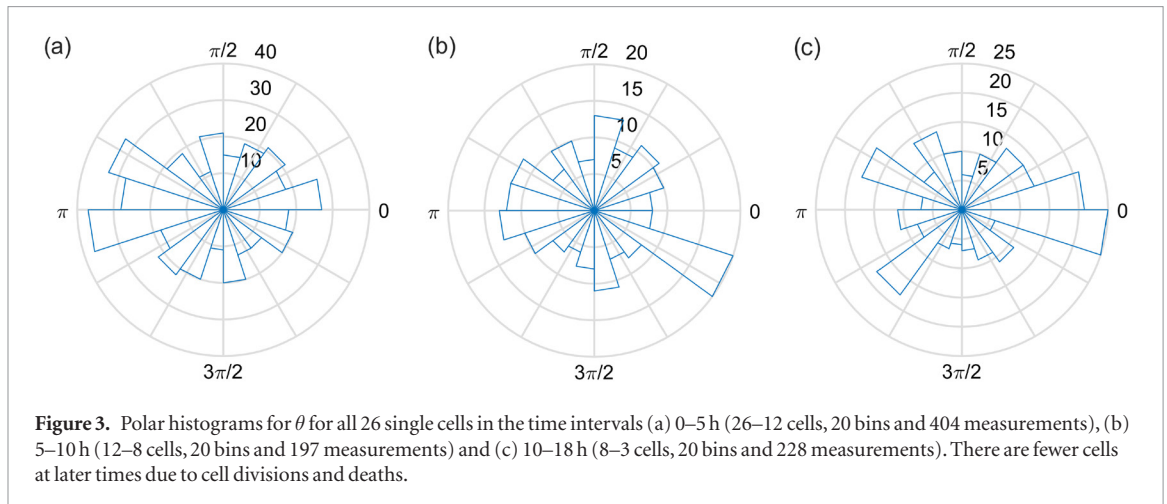 (a)
π/2 40
30
20
10
π
0
3π/2
(b)
π/2 20
15
10
5
π
0
3π/2
(c)
π/2 25
20
15
10
5
π
0
3π/2
Figure 3. Polar histograms for θ for all 26 single cells in the time intervals (a) 0–5 h (26–12 cells, 20 bins and 404 measurements), (b)
5–10 h (12–8 cells, 20 bins and 197 measurements) and (c) 10–18 h (8–3 cells, 20 bins and 228 measurements). There are fewer cells
at later times due to cell divisions and deaths.